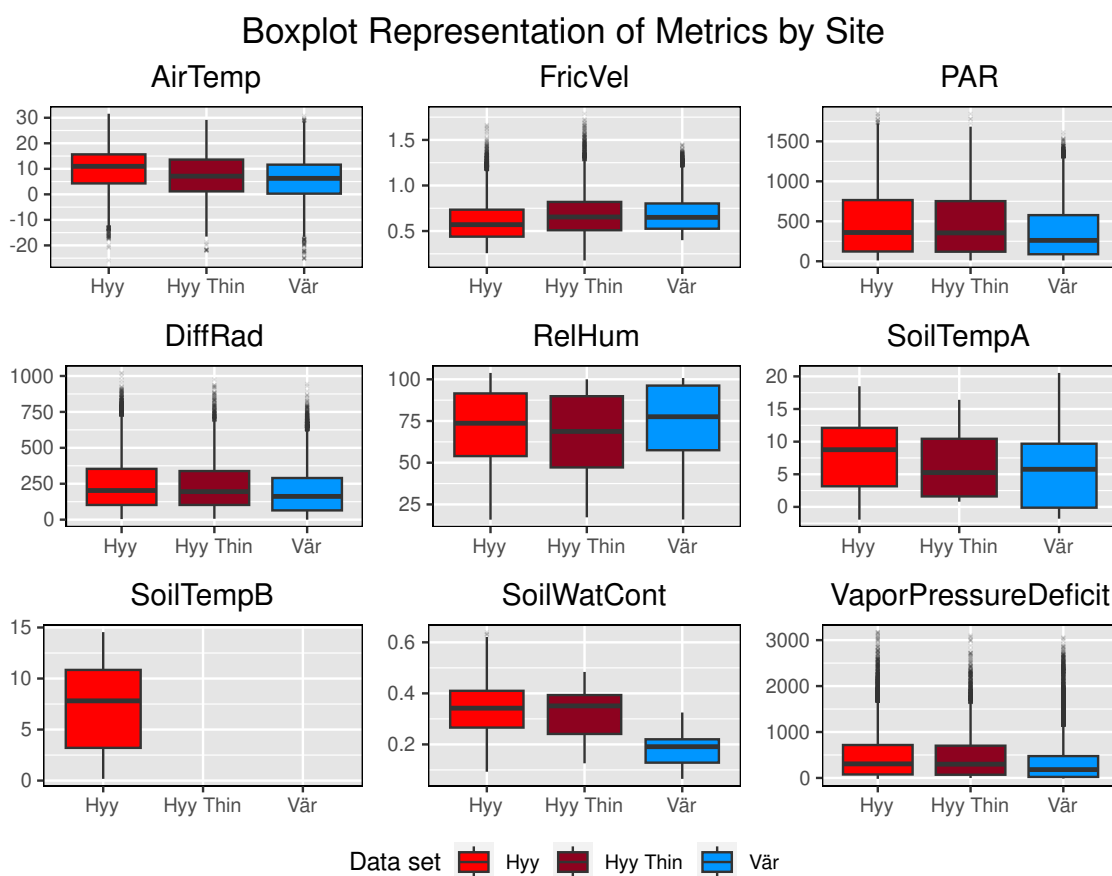 Boxplot Representation of Metrics by Site
AirTemp
FricVel
PAR
30
20
10
0
-10
-20
Hyy
Hyy Thin
Vär
1.5
1.0
0.5
Hyy
Hyy Thin
Vär
1500
1000
500
0
Hyy
Hyy Thin
Vär
DiffRad
RelHum
SoilTempA
1000
750
500
250
0
Hyy
Hyy Thin
Vär
100
75
50
25
Hyy
Hyy Thin
Vär
20
15
10
5
0
Hyy
Hyy Thin
Vär
SoilTempB
SoilWatCont
VaporPressureDeficit
15
10
5
0
Hyy
Hyy Thin
Vär
0.6
0.4
0.2
Hyy
Hyy Thin
Vär
3000
2000
1000
0
Hyy
Hyy Thin
Vär
Data set Hyy Hyy Thin Vär